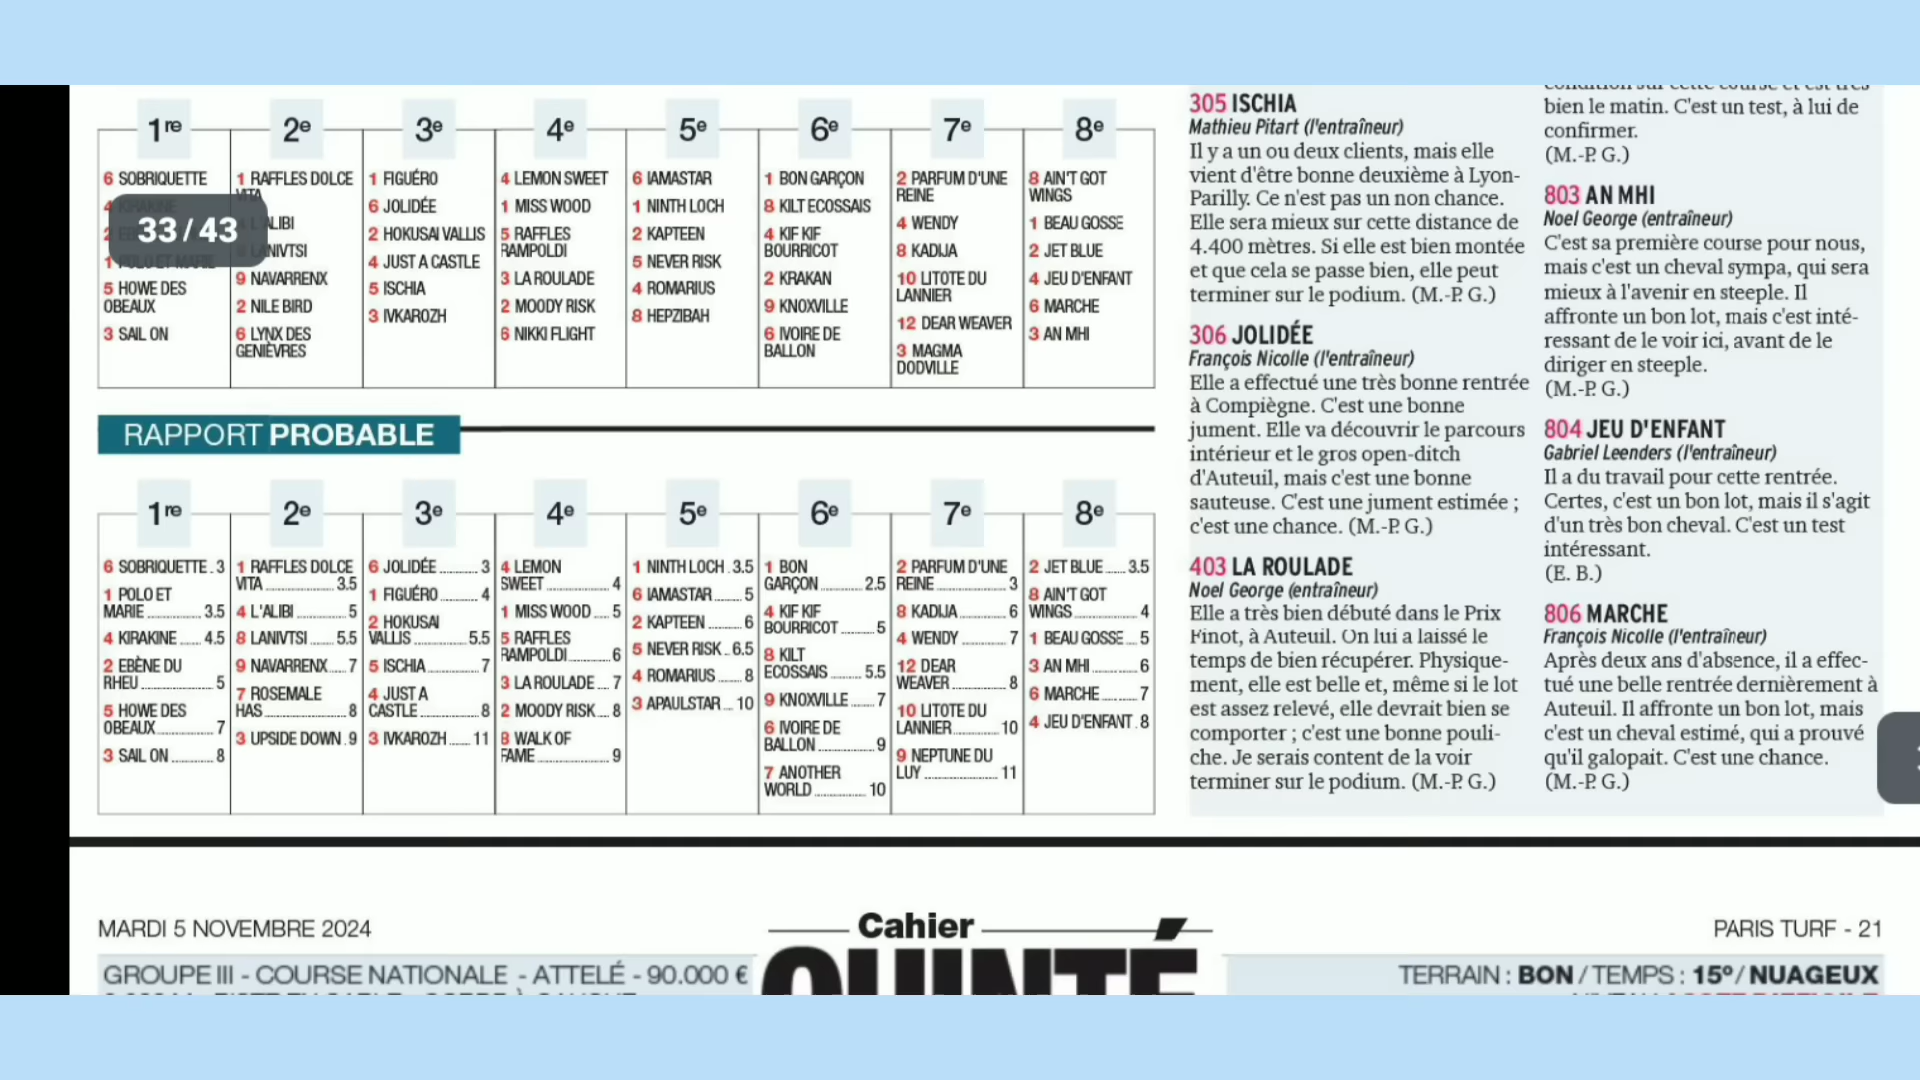 1re
6 SOBRIQUETTE
33 / 43
5 HOWE DES
OBEAUX
3 SAIL ON
2e
1 RAFFLES DOLCE
VITA
L'ALIBI
LANIVTSI
9 NAVARRENX
2 NILE BIRD
6 LYNX DES
GENIÈVRES
3e
1 FIGUÉRO
6 JOLIDÉE
2 HOKUSAI VALLIS
4 JUST A CASTLE
5 ISCHIA
3 IVKAROZH
4e
4 LEMON SWEET
1 MISS WOOD
5 RAFFLES
RAMPOLDI
3 LA ROULADE
2 MOODY RISK
6 NIKKI FLIGHT
5e
6 IAMASTAR
1 NINTH LOCH
2 KAPTEEN
5 NEVER RISK
4 ROMARIUS
8 HEPZIBAH
6e
1 BON GARÇON
8 KILT ECOSSAIS
4 KIF KIF
BOURRICOT
2 KRAKAN
9 KNOXVILLE
6 IVOIRE DE
BALLON
7e
2 PARFUM D'UNE
REINE
4 WENDY
8 KADIJA
10 LITOTE DU
LANNIER
12 DEAR WEAVER
3 MAGMA
DODVILLE
8e
8 AIN'T GOT
WINGS
1 BEAU GOSSE
2 JET BLUE
4 JEU D'ENFANT
6 MARCHE
3 AN MHI
RAPPORT PROBABLE
1re
6 SOBRIQUETTE . 3
1 POLO ET
MARIE ........ 3.5
4 KIRAKINE ..... 4.5
2 EBÈNE DU
RHEU ........ 5
5 HOWE DES
OBEAUX ........ 7
3 SAIL ON ........ 8
2e
1 RAFFLES DOLCE
VITA ........ 3.5
4 L'ALIBI ........ 5
8 LANIVTSI ...... 5.5
9 NAVARRENX ... 7
7 ROSEMALE
HAS ........ 8
3 UPSIDE DOWN . 9
3e
6 JOLIDÉE ........ 3
1 FIGUÉRO ........ 4
2 HOKUSAI
VALLIS ........ 5.5
5 ISCHIA ........ 7
4 JUST A
CASTLE ........ 8
3 IVKAROZH ..... 11
4e
4 LEMON
SWEET ........ 4
1 MISS WOOD .... 5
5 RAFFLES
RAMPOLDI ........ 6
3 LA ROULADE ... 7
2 MOODY RISK ... 8
8 WALK OF
FAME ........ 9
5e
1 NINTH LOCH . 3.5
6 IAMASTAR ...... 5
2 KAPTEEN ........ 6
5 NEVER RISK .. 6.5
4 ROMARIUS ..... 8
3 APAULSTAR ... 10
6e
1 BON
GARÇON ........ 2.5
4 KIF KIF
BOURRICOT ..... 5
8 KILT
ECOSSAIS ...... 5.5
9 KNOXVILLE .... 7
6 IVOIRE DE
BALLON ........ 9
7 ANOTHER
WORLD ........ 10
7e
2 PARFUM D'UNE
REINE ........ 3
8 KADIJA ........ 6
4 WENDY ........ 7
12 DEAR
WEAVER ........ 8
10 LITOTE DU
LANNIER ........ 10
9 NEPTUNE DU
LUY ........ 11
8e
2 JET BLUE ..... 3.5
8 AIN'T GOT
WINGS ........ 4
1 BEAU GOSSE ... 5
3 AN MHI ........ 6
6 MARCHE ........ 7
4 JEU D'ENFANT . 8
305 ISCHIA
Mathieu Pitart (l'entraîneur)
Il y a un ou deux clients, mais elle
vient d'être bonne deuxième à Lyon-
Parilly. Ce n'est pas un non chance.
Elle sera mieux sur cette distance de
4.400 mètres. Si elle est bien montée
et que cela se passe bien, elle peut
terminer sur le podium. (M.-P. G.)
306 JOLIDÉE
François Nicolle (l'entraîneur)
Elle a effectué une très bonne rentrée
à Compiègne. C'est une bonne
jument. Elle va découvrir le parcours
intérieur et le gros open-ditch
d'Auteuil, mais c'est une bonne
sauteuse. C'est une jument estimée ;
c'est une chance. (M.-P. G.)
403 LA ROULADE
Noel George (entraîneur)
Elle a très bien débuté dans le Prix
Finot, à Auteuil. On lui a laissé le
temps de bien récupérer. Physique-
ment, elle est belle et, même si le lot
est assez relevé, elle devrait bien se
comporter ; c'est une bonne pouli-
che. Je serais content de la voir
terminer sur le podium. (M.-P. G.)
condition sur cette course et est très
bien le matin. C'est un test, à lui de
confirmer.
(M.-P. G.)
803 AN MHI
Noel George (entraîneur)
C'est sa première course pour nous,
mais c'est un cheval sympa, qui sera
mieux à l'avenir en steeple. Il
affronte un bon lot, mais c'est inté-
ressant de le voir ici, avant de le
diriger en steeple.
(M.-P. G.)
804 JEU D'ENFANT
Gabriel Leenders (l'entraîneur)
Il a du travail pour cette rentrée.
Certes, c'est un bon lot, mais il s'agit
d'un très bon cheval. C'est un test
intéressant.
(E. B.)
806 MARCHE
François Nicolle (l'entraîneur)
Après deux ans d'absence, il a effec-
tué une belle rentrée dernièrement à
Auteuil. Il affronte un bon lot, mais
c'est un cheval estimé, qui a prouvé
qu'il galopait. C'est une chance.
(M.-P. G.)
MARDI 5 NOVEMBRE 2024
Cahier
QUINTÉ
PARIS TURF - 21
GROUPE III - COURSE NATIONALE - ATTELÉ - 90.000 €
TERRAIN : BON / TEMPS : 15° / NUAGEUX